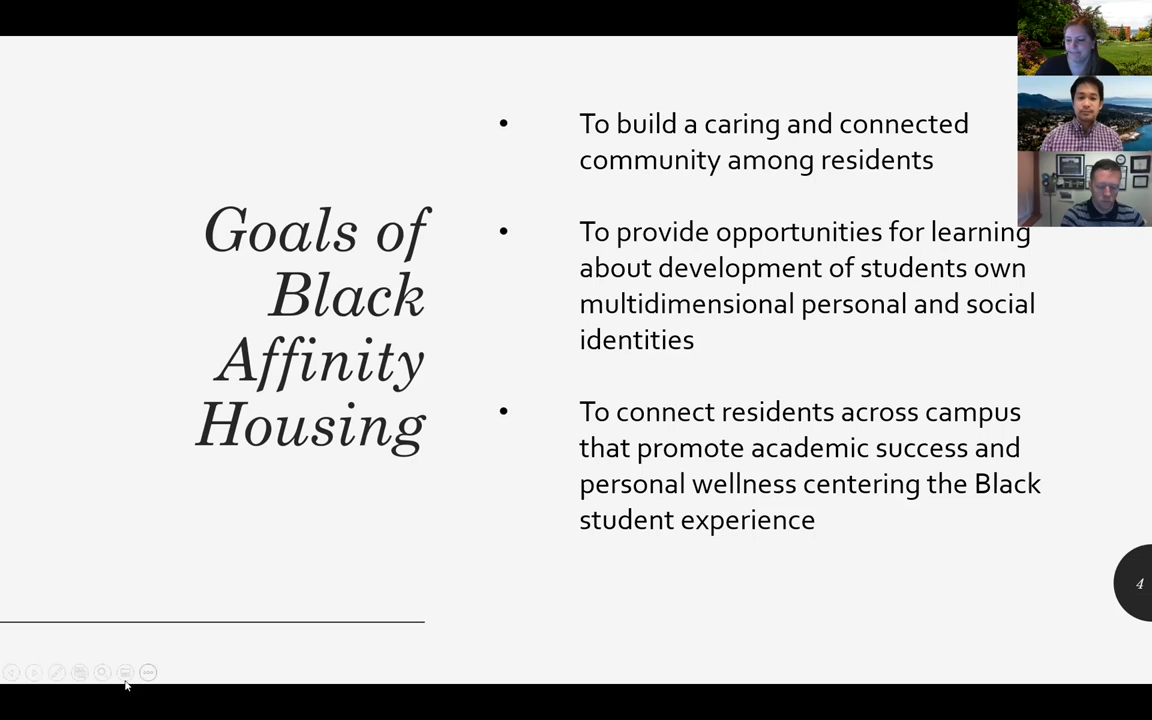 Goals of
Black
Affinity
Housing
• To build a caring and connected
community among residents
• To provide opportunities for learning
about development of students own
multidimensional personal and social
identities
• To connect residents across campus
that promote academic success and
personal wellness centering the Black
student experience
4